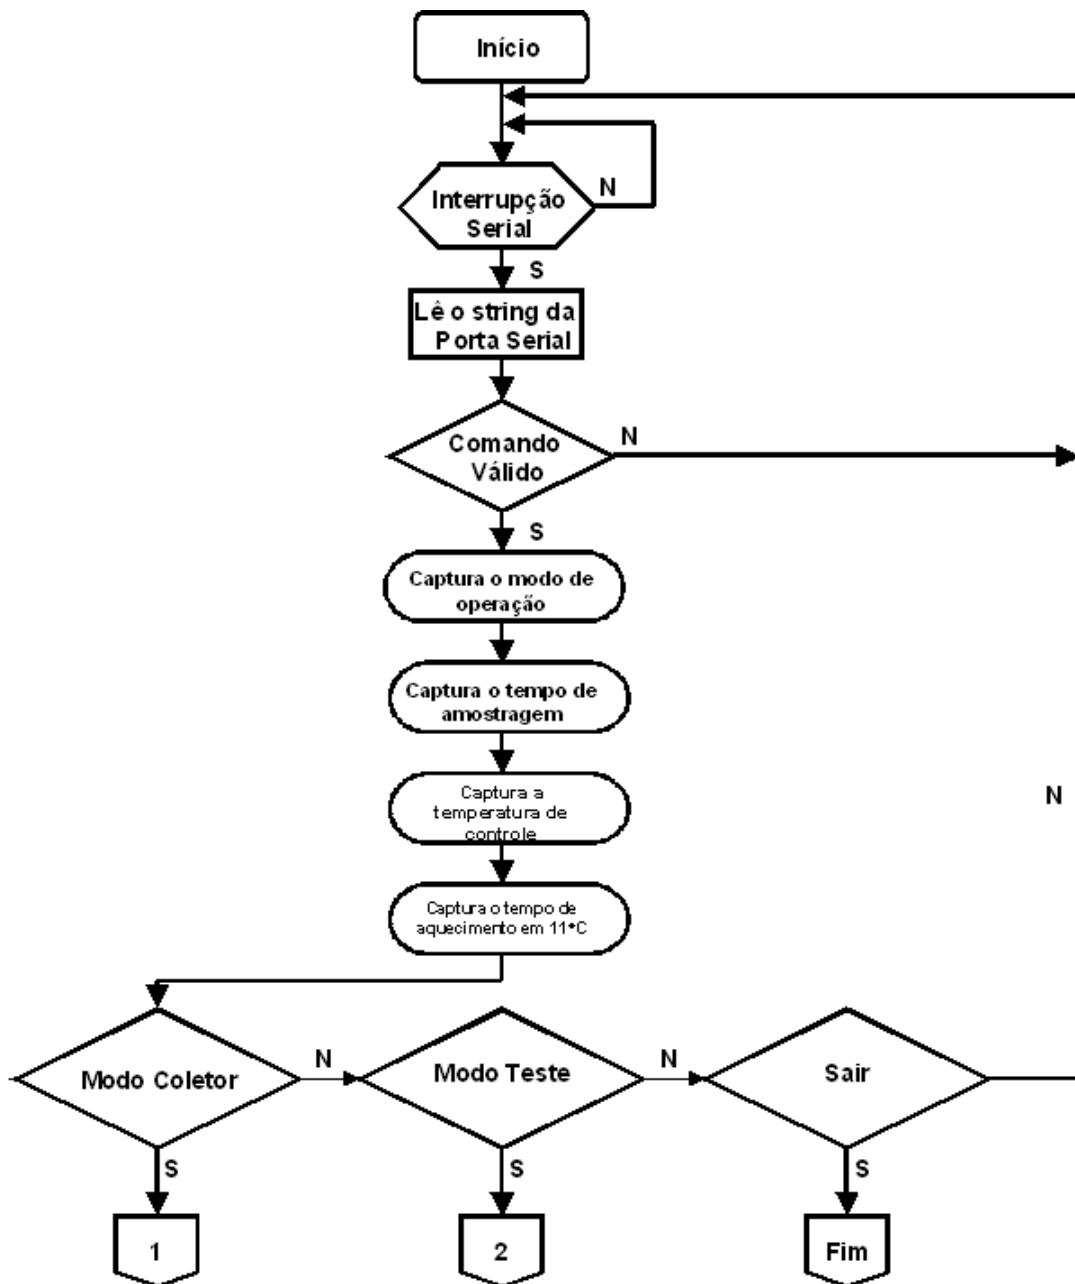 Início
N
Interrupção
Serial
S
Lê o string da
Porta Serial
N
Comando
Válido
S
Captura o modo de
operação
Captura o tempo de
amostragem
Captura a
temperatura de
controle
N
Captura o tempo de
aquecimento em 11°C
Modo Coletor
N
Modo Teste
N
Sair
S
S
S
1
2
Fim